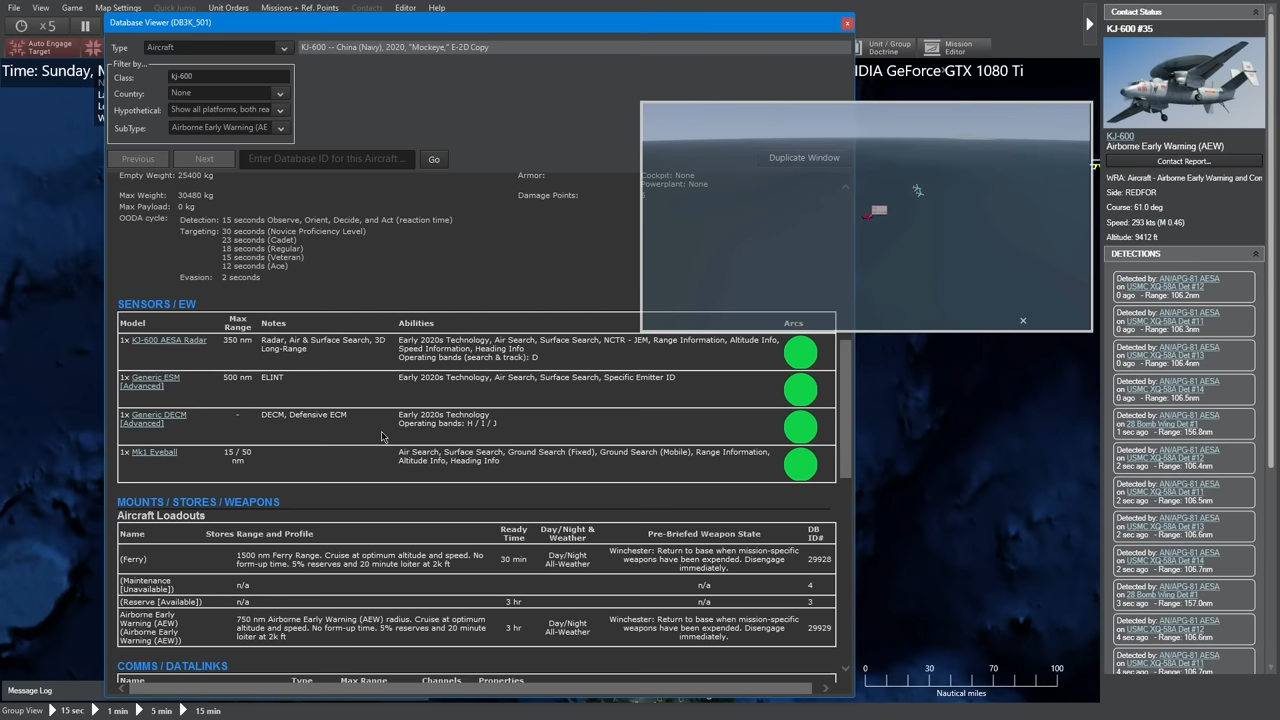 File View Game Map Settings Quick Jump Unit Orders Missions + Ref. Points Contacts Editor Help
× 5
Auto Engage
Target
Unit / Group
Doctrine
Mission
Editor
Time: Sunday,
IDIA GeForce GTX 1080 Ti
Database Viewer (DB3K_501)
x
Type Aircraft KJ-600 -- China (Navy), 2020, "Mockeye," E-2D Copy
Filter by...
Class: kj-600
Country: None
Hypothetical: Show all platforms, both rea
SubType: Airborne Early Warning (AE
Previous Next Enter Database ID for this Aircraft ... Go
Duplicate Window
Empty Weight: 25400 kg
Max Weight: 30480 kg
Max Payload: 0 kg
OODA cycle: Detection: 15 seconds Observe, Orient, Decide, and Act (reaction time)
Targeting: 30 seconds (Novice Proficiency Level)
23 seconds (Cadet)
18 seconds (Regular)
15 seconds (Veteran)
12 seconds (Ace)
Evasion: 2 seconds
Armor: Cockpit: None
Powerplant: None
Damage Points: 5
SENSORS / EW
Model Max Range Notes Abilities Arcs
1x KJ-600 AESA Radar 350 nm Radar, Air & Surface Search, 3D Long-Range Early 2020s Technology, Air Search, Surface Search, NCTR - JEM, Range Information, Altitude Info,
Speed Information, Heading Info
Operating bands (search & track): D
1x Generic ESM [Advanced] 500 nm ELINT Early 2020s Technology, Air Search, Surface Search, Specific Emitter ID
1x Generic DECM [Advanced] - DECM, Defensive ECM Early 2020s Technology
Operating bands: H / I / J
1x Mk1 Eyeball 15 / 50 nm Air Search, Surface Search, Ground Search (Fixed), Ground Search (Mobile), Range Information,
Altitude Info, Heading Info
MOUNTS / STORES / WEAPONS
Aircraft Loadouts
Stores Range and Profile Ready Time Day/Night & Weather Pre-Briefed Weapon State DB ID#
(Ferry) 1500 nm Ferry Range. Cruise at optimum altitude and speed. No form-up time. 5% reserves and 20 minute loiter at 2k ft 30 min Day/Night All-Weather Winchester: Return to base when mission-specific weapons have been expended. Disengage immediately. 29928
(Maintenance [Unavailable]) n/a n/a 4
(Reserve [Available]) n/a 3 hr n/a 3
Airborne Early Warning (AEW) (Airborne Early Warning (AEW)) 750 nm Airborne Early Warning (AEW) radius. Cruise at optimum altitude and speed. No form-up time. 5% reserves and 20 minute loiter at 2k ft 3 hr Day/Night All-Weather Winchester: Return to base when mission-specific weapons have been expended. Disengage immediately. 29929
COMMS / DATALINKS
Name Type Max Range Channels Properties
Contact Status
KJ-600 #35
KJ-600
Airborne Early Warning (AEW)
Contact Report...
WRA: Aircraft - Airborne Early Warning and Con
Side: REDFOR
Course: 61.0 deg
Speed: 293 kts (M 0.46)
Altitude: 9412 ft
DETECTIONS
Detected by: AN/APG-81 AESA
on USMC XQ-58A Det #12
0 ago - Range: 106.2nm
Detected by: AN/APG-81 AESA
on USMC XQ-58A Det #11
0 ago - Range: 106.3nm
Detected by: AN/APG-81 AESA
on USMC XQ-58A Det #13
0 ago - Range: 106.4nm
Detected by: AN/APG-81 AESA
on USMC XQ-58A Det #14
0 ago - Range: 106.5nm
Detected by: AN/APG-81 AESA
on 28 Bomb Wing Det #1
1 sec ago - Range: 156.8nm
Detected by: AN/APG-81 AESA
on USMC XQ-58A Det #12
2 sec ago - Range: 106.4nm
Detected by: AN/APG-81 AESA
on USMC XQ-58A Det #11
2 sec ago - Range: 106.5nm
Detected by: AN/APG-81 AESA
on USMC XQ-58A Det #13
2 sec ago - Range: 106.6nm
Detected by: AN/APG-81 AESA
on USMC XQ-58A Det #14
2 sec ago - Range: 106.7nm
Detected by: AN/APG-81 AESA
on 28 Bomb Wing Det #1
3 sec ago - Range: 157.0nm
Detected by: AN/APG-81 AESA
on USMC XQ-58A Det #12
4 sec ago - Range: 106.6nm
Detected by: AN/APG-81 AESA
on USMC XQ-58A Det #11
4 sec ago - Range: 106.7nm
0 30 70 100
Nautical miles
Message Log
Group View 15 sec 1 min 5 min 15 min